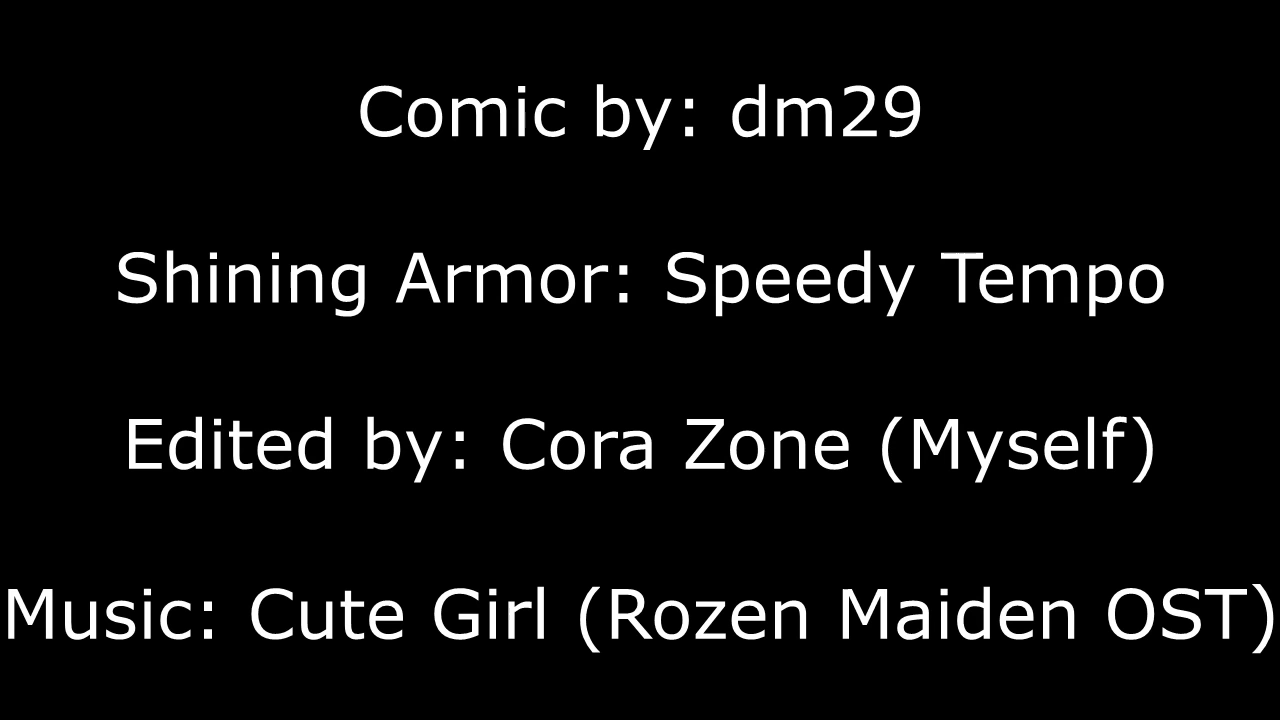 Comic by: dm29
Shining Armor: Speedy Tempo
Edited by: Cora Zone (Myself)
Music: Cute Girl (Rozen Maiden OST)